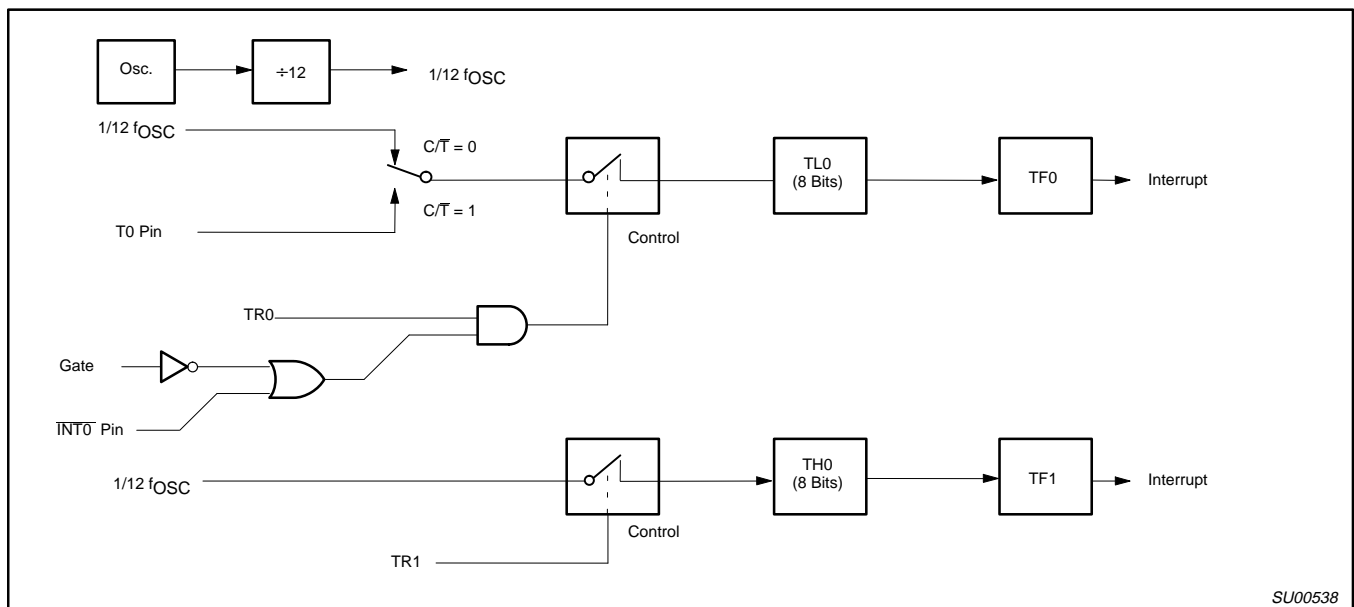 Osc.
÷12
1/12 fOSC
1/12 fOSC
C/T̅ = 0
C/T̅ = 1
T0 Pin
TL0
(8 Bits)
TF0
Interrupt
Control
TR0
Gate
I̅N̅T̅0̅ Pin
1/12 fOSC
TH0
(8 Bits)
TF1
Interrupt
Control
TR1
SU00538